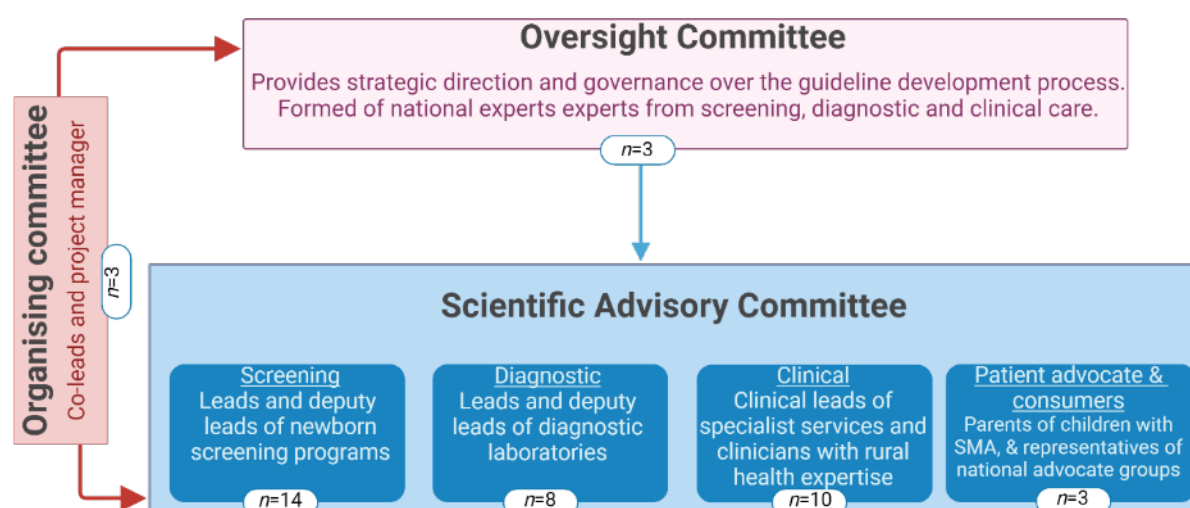 Oversight Committee
Provides strategic direction and governance over the guideline development process.
Formed of national experts experts from screening, diagnostic and clinical care.
n=3
Organising committee
Co-leads and project manager
n=3
Scientific Advisory Committee
Screening
Leads and deputy
leads of newborn
screening programs
n=14
Diagnostic
Leads and deputy
leads of diagnostic
laboratories
n=8
Clinical
Clinical leads of
specialist services and
clinicians with rural
health expertise
n=10
Patient advocate &
consumers
Parents of children with
SMA, & representatives of
national advocate groups
n=3